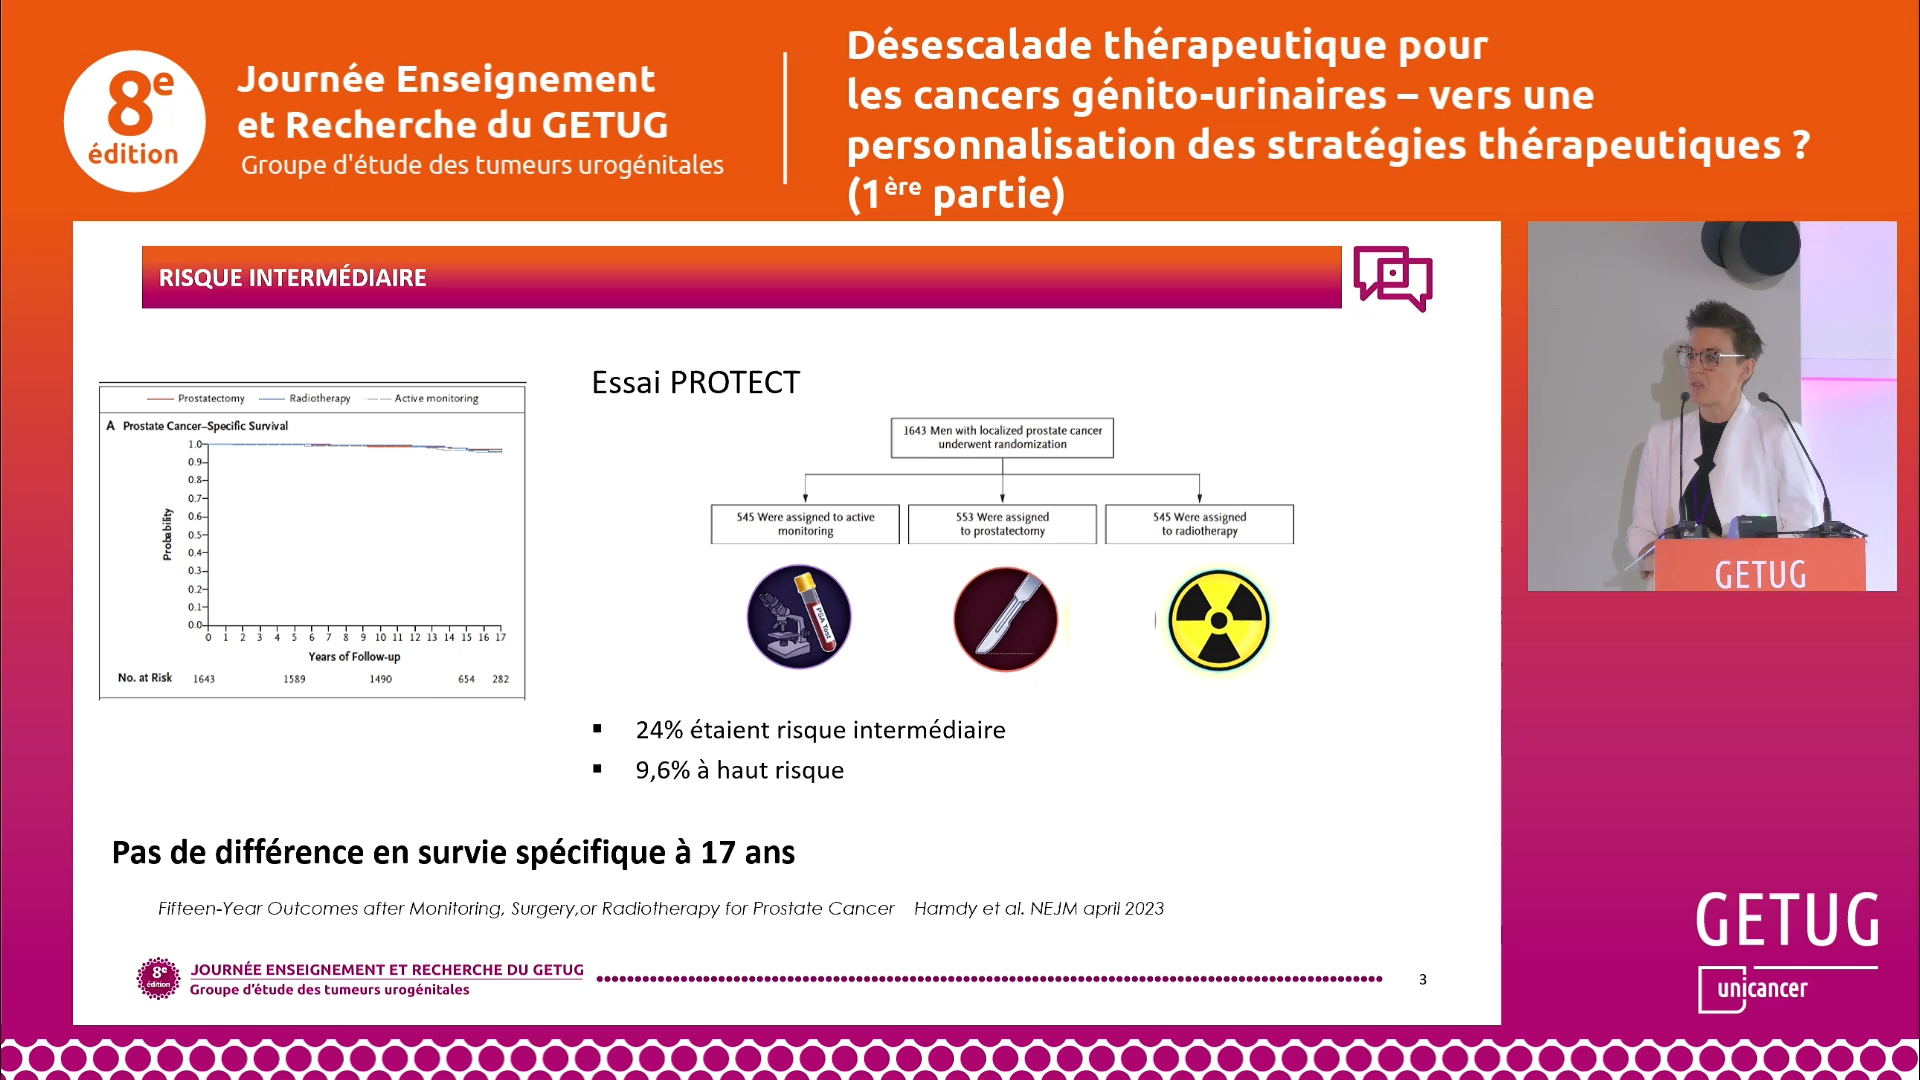 8e
édition
Journée Enseignement
et Recherche du GETUG
Groupe d'étude des tumeurs urogénitales
Désescalade thérapeutique pour
les cancers génito-urinaires – vers une
personnalisation des stratégies thérapeutiques ?
(1ère partie)
RISQUE INTERMÉDIAIRE
Prostatectomy Radiotherapy Active monitoring
A Prostate Cancer–Specific Survival
1.0
0.9
0.8
0.7
0.6
0.5
0.4
0.3
0.2
0.1
0.0
Probability
0 1 2 3 4 5 6 7 8 9 10 11 12 13 14 15 16 17
Years of Follow-up
No. at Risk 1643 1589 1490 654 282
Essai PROTECT
1643 Men with localized prostate cancer
underwent randomization
545 Were assigned to active
monitoring
553 Were assigned
to prostatectomy
545 Were assigned
to radiotherapy
PSA Test
▪ 24% étaient risque intermédiaire
▪ 9,6% à haut risque
Pas de différence en survie spécifique à 17 ans
Fifteen-Year Outcomes after Monitoring, Surgery,or Radiotherapy for Prostate Cancer Hamdy et al. NEJM april 2023
8e
édition
JOURNÉE ENSEIGNEMENT ET RECHERCHE DU GETUG
Groupe d'étude des tumeurs urogénitales
3
GETUG
GETUG
unicancer